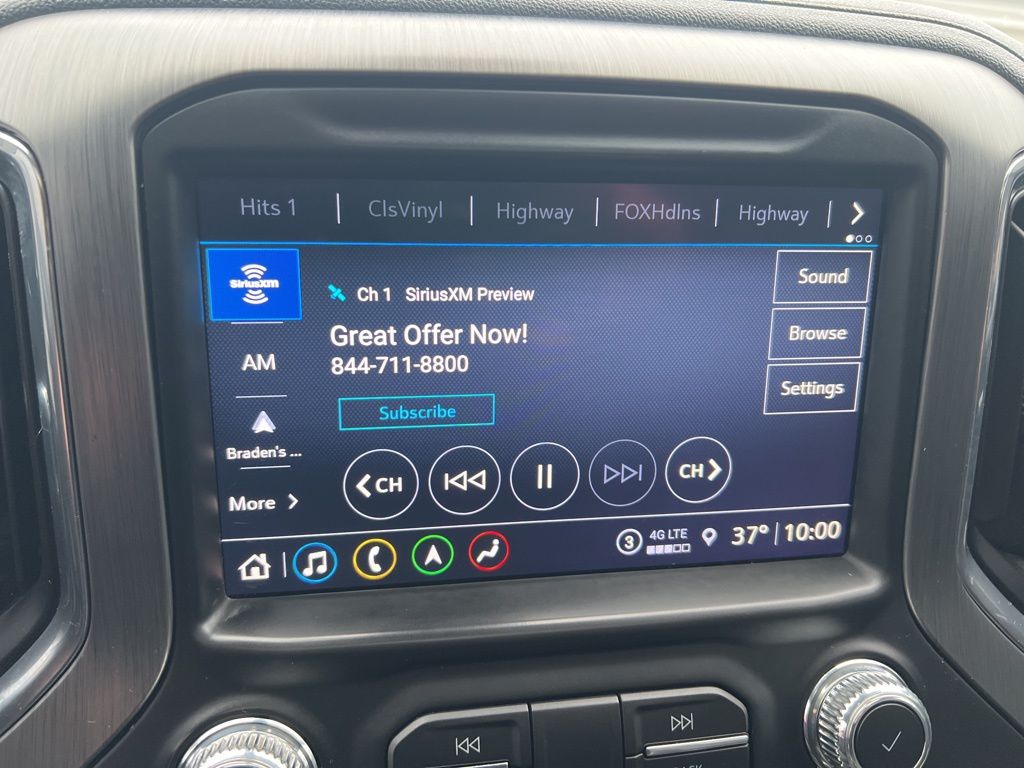 Hits 1 | ClsVinyl | Highway | FOXHdlns | Highway |
SiriusXM
Ch 1 SiriusXM Preview
Sound
Great Offer Now!
Browse
AM
844-711-8800
Settings
Subscribe
Braden's ...
CH
CH
More
3 4G LTE 37° | 10:00